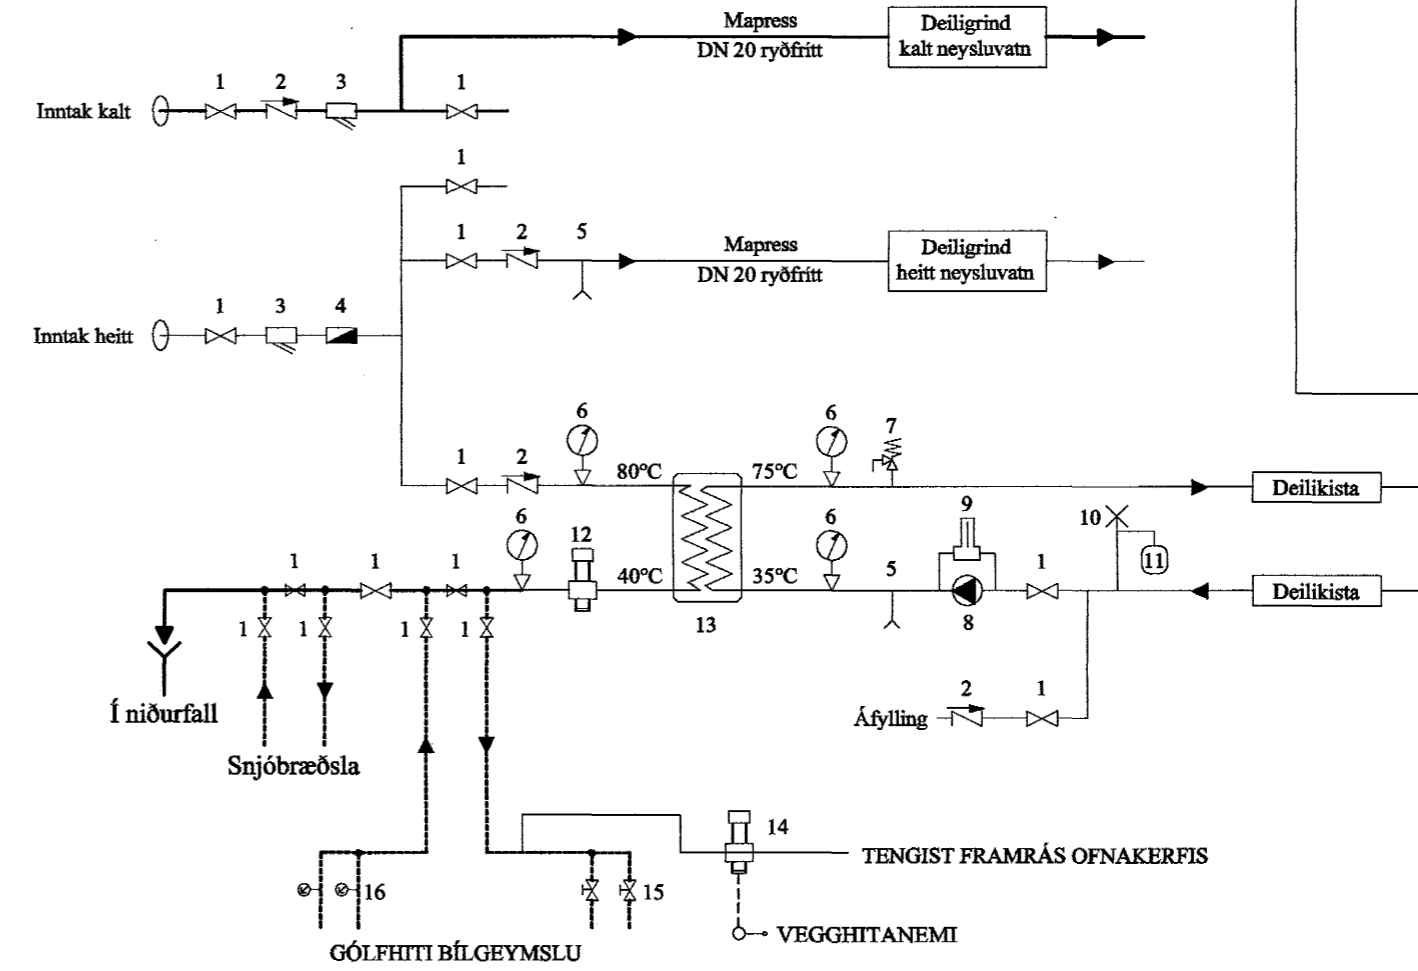 Mapress
DN 20 ryðfrítt
Deiligrind
kalt neysluvatn
1
2
3
1
Inntak kalt
1
1
2
5
Mapress
DN 20 ryðfrítt
Deiligrind
heitt neysluvatn
1
3
4
Inntak heitt
6
6
7
1
2
80°C
75°C
Deilikista
6
12
6
9
10
11
1
1
1
40°C
35°C
5
1
Deilikista
1
1
1
1
13
8
Í niðurfall
2
1
Áfylling
Snjóbræðsla
14
TENGIST FRAMRÁS OFNAKERFIS
16
15
VEGGHITANEMI
GÓLFHITI BÍLGEYMSLU